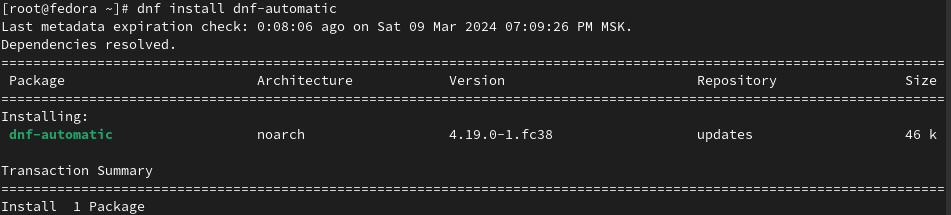 [root@fedora ~]# dnf install dnf-automatic
Last metadata expiration check: 0:08:06 ago on Sat 09 Mar 2024 07:09:26 PM MSK.
Dependencies resolved.
================================================================================
Package Architecture Version Repository Size
================================================================================
Installing:
dnf-automatic noarch 4.19.0-1.fc38 updates 46 k
Transaction Summary
================================================================================
Install 1 Package